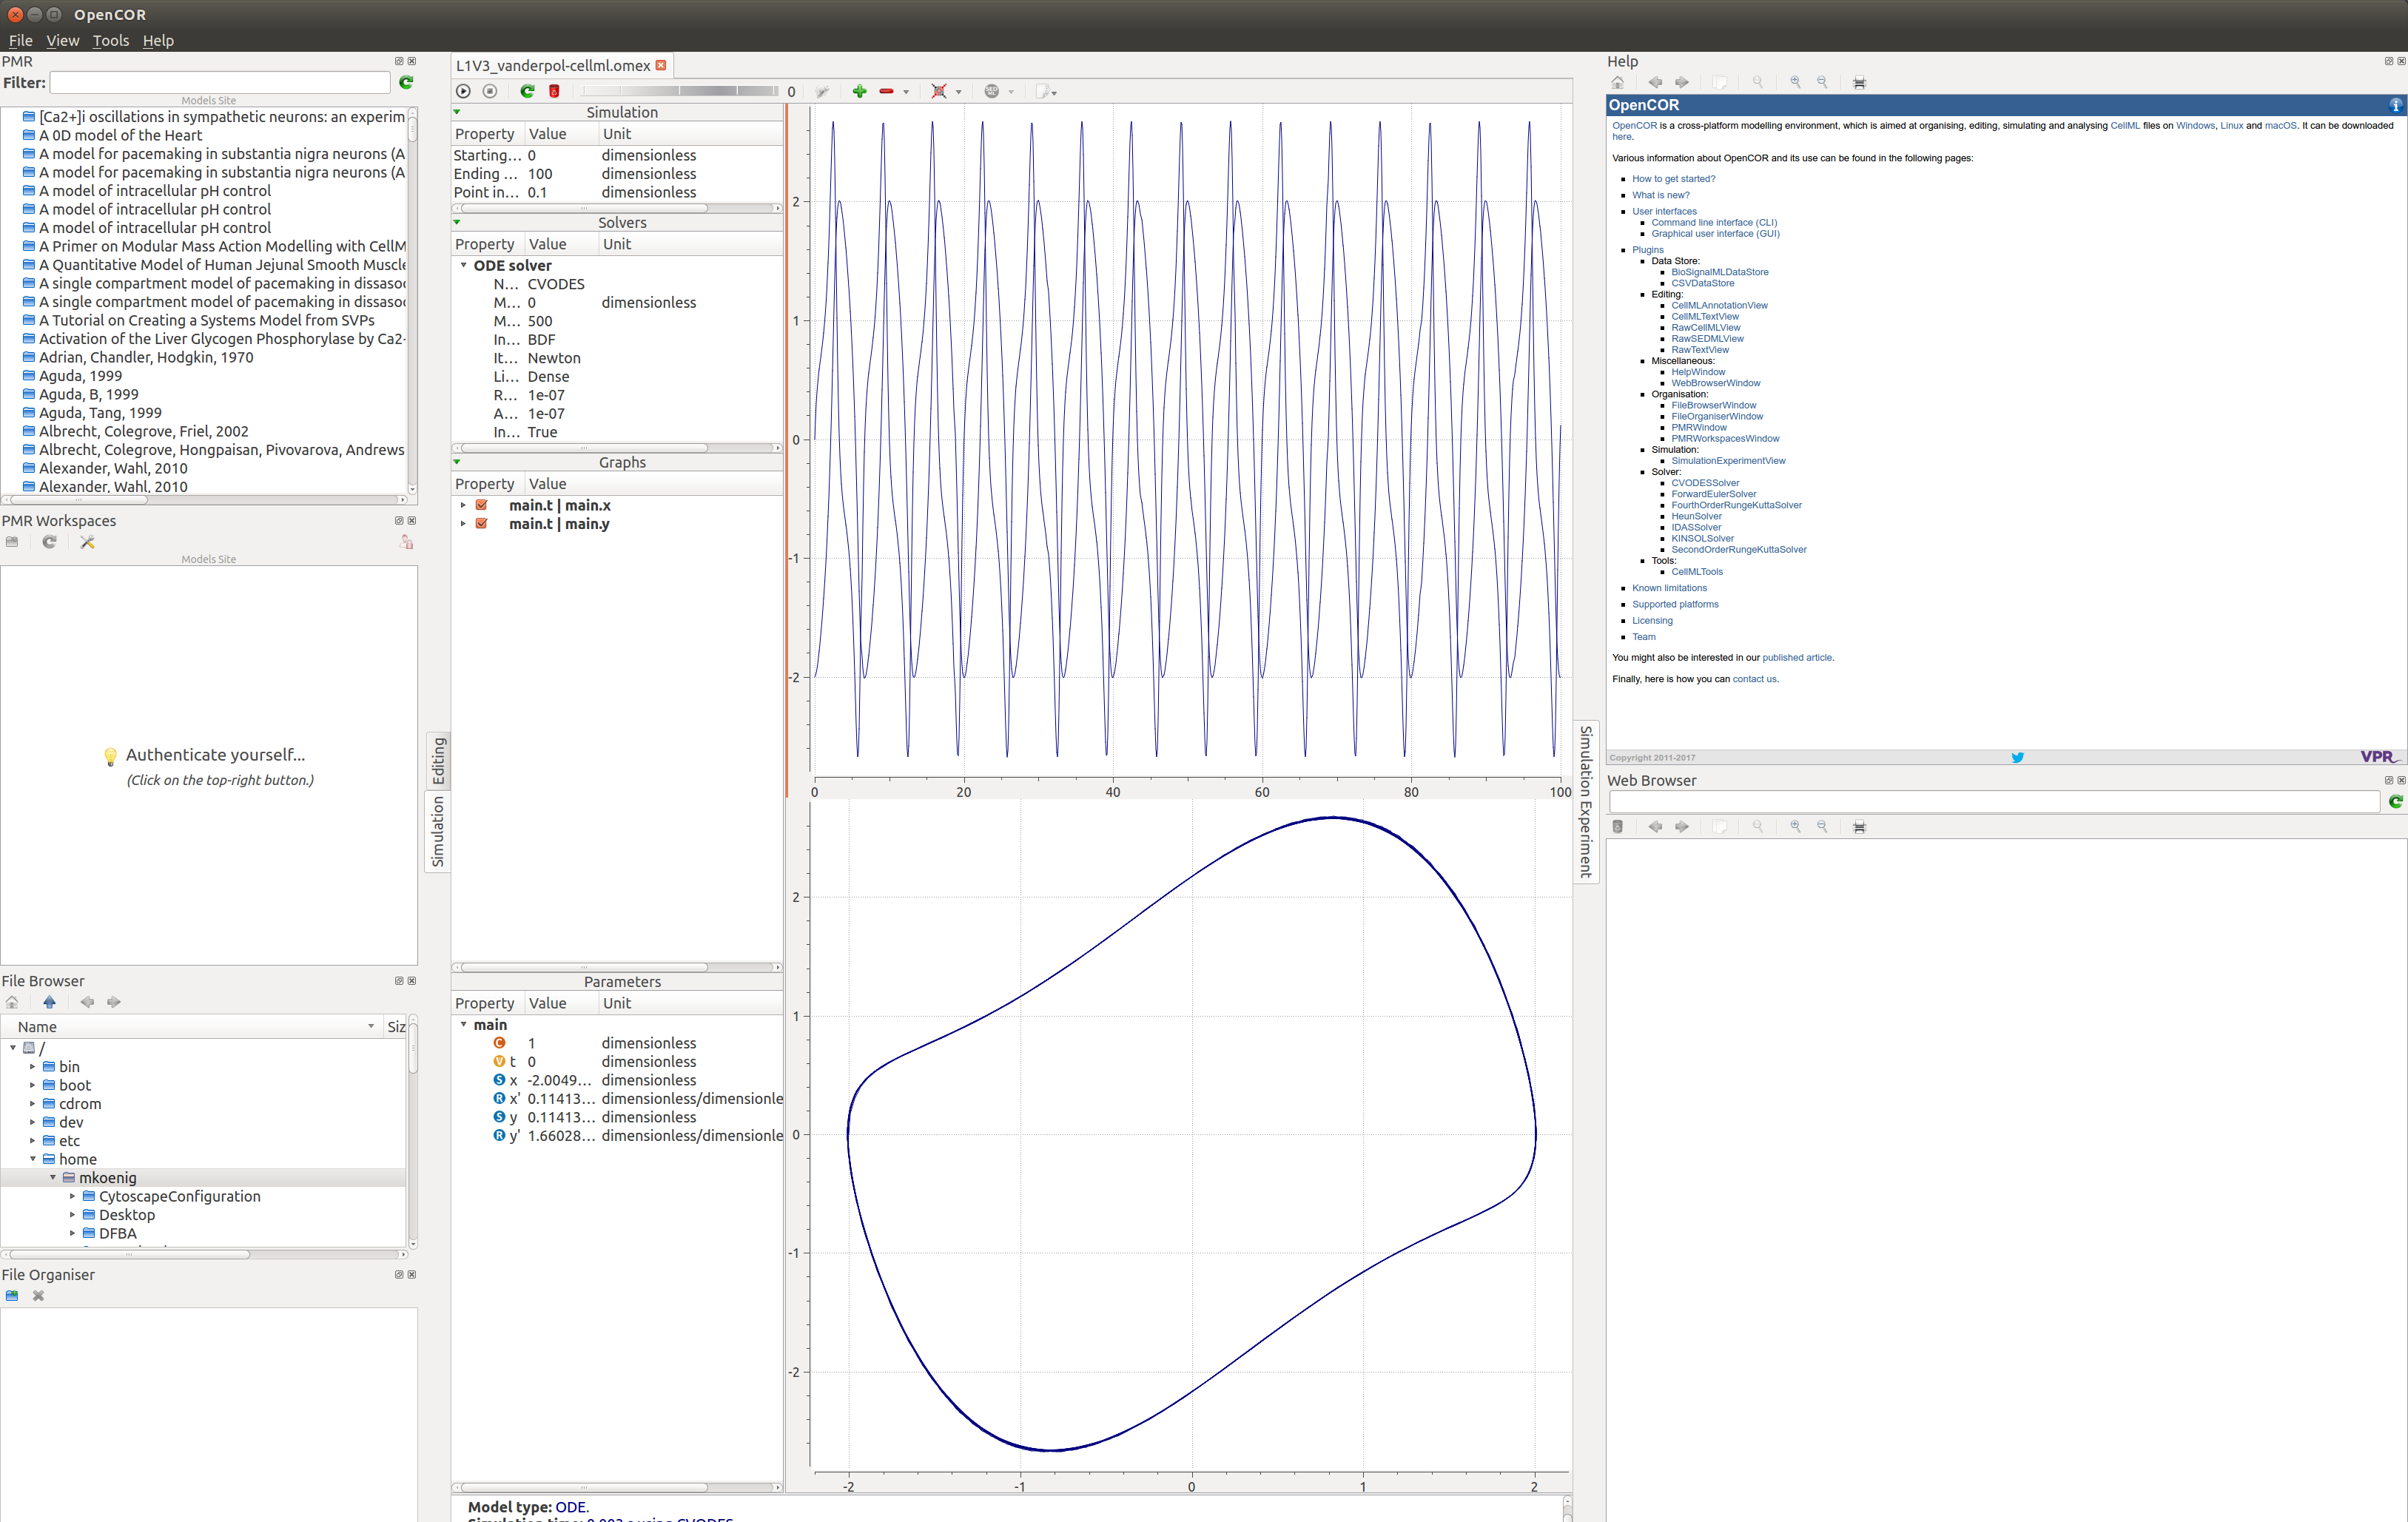 OpenCOR
File View Tools Help
PMR
Filter:
Models Site
[Ca2+]i oscillations in sympathetic neurons: an experim
A 0D model of the Heart
A model for pacemaking in substantia nigra neurons (A
A model for pacemaking in substantia nigra neurons (A
A model of intracellular pH control
A model of intracellular pH control
A model of intracellular pH control
A Primer on Modular Mass Action Modelling with CellM
A Quantitative Model of Human Jejunal Smooth Muscle
A single compartment model of pacemaking in dissasoc
A single compartment model of pacemaking in dissasoc
A Tutorial on Creating a Systems Model from SVPs
Activation of the Liver Glycogen Phosphorylase by Ca2-
Adrian, Chandler, Hodgkin, 1970
Aguda, 1999
Aguda, B, 1999
Aguda, Tang, 1999
Albrecht, Colegrove, Friel, 2002
Albrecht, Colegrove, Hongpaisan, Pivovarova, Andrews
Alexander, Wahl, 2010
Alexander, Wahl, 2010
PMR Workspaces
Models Site
Authenticate yourself...
(Click on the top-right button.)
File Browser
Name Siz
/
bin
boot
cdrom
dev
etc
home
mkoenig
CytoscapeConfiguration
Desktop
DFBA
File Organiser
Editing
Simulation
L1V3_vanderpol-cellml.omex
0
Simulation
Property Value Unit
Starting... 0 dimensionless
Ending ... 100 dimensionless
Point in... 0.1 dimensionless
Solvers
Property Value Unit
ODE solver
N... CVODES
M... 0 dimensionless
M... 500
In... BDF
It... Newton
Li... Dense
R... 1e-07
A... 1e-07
In... True
Graphs
Property Value
main.t | main.x
main.t | main.y
Parameters
Property Value Unit
main
C 1 dimensionless
V t 0 dimensionless
S x -2.0049... dimensionless
R x' 0.11413... dimensionless/dimensionle
S y 0.11413... dimensionless
R y' 1.66028... dimensionless/dimensionle
2
1
0
-1
-2
0 20 40 60 80 100
2
1
0
-1
-2
-2 -1 0 1 2
Model type: ODE.
Simulation time: 0.003 s using CVODES
Simulation Experiment
Help
OpenCOR
OpenCOR is a cross-platform modelling environment, which is aimed at organising, editing, simulating and analysing CellML files on Windows, Linux and macOS. It can be downloaded
here.
Various information about OpenCOR and its use can be found in the following pages:
How to get started?
What is new?
User interfaces
Command line interface (CLI)
Graphical user interface (GUI)
Plugins
Data Store:
BioSignalMLDataStore
CSVDataStore
Editing:
CellMLAnnotationView
CellMLTextView
RawCellMLView
RawSEDMLView
RawTextView
Miscellaneous:
HelpWindow
WebBrowserWindow
Organisation:
FileBrowserWindow
FileOrganiserWindow
PMRWindow
PMRWorkspacesWindow
Simulation:
SimulationExperimentView
Solver:
CVODESSolver
ForwardEulerSolver
FourthOrderRungeKuttaSolver
HeunSolver
IDASSolver
KINSOLSolver
SecondOrderRungeKuttaSolver
Tools:
CellMLTools
Known limitations
Supported platforms
Licensing
Team
You might also be interested in our published article.
Finally, here is how you can contact us.
Copyright 2011-2017
VPR
Web Browser